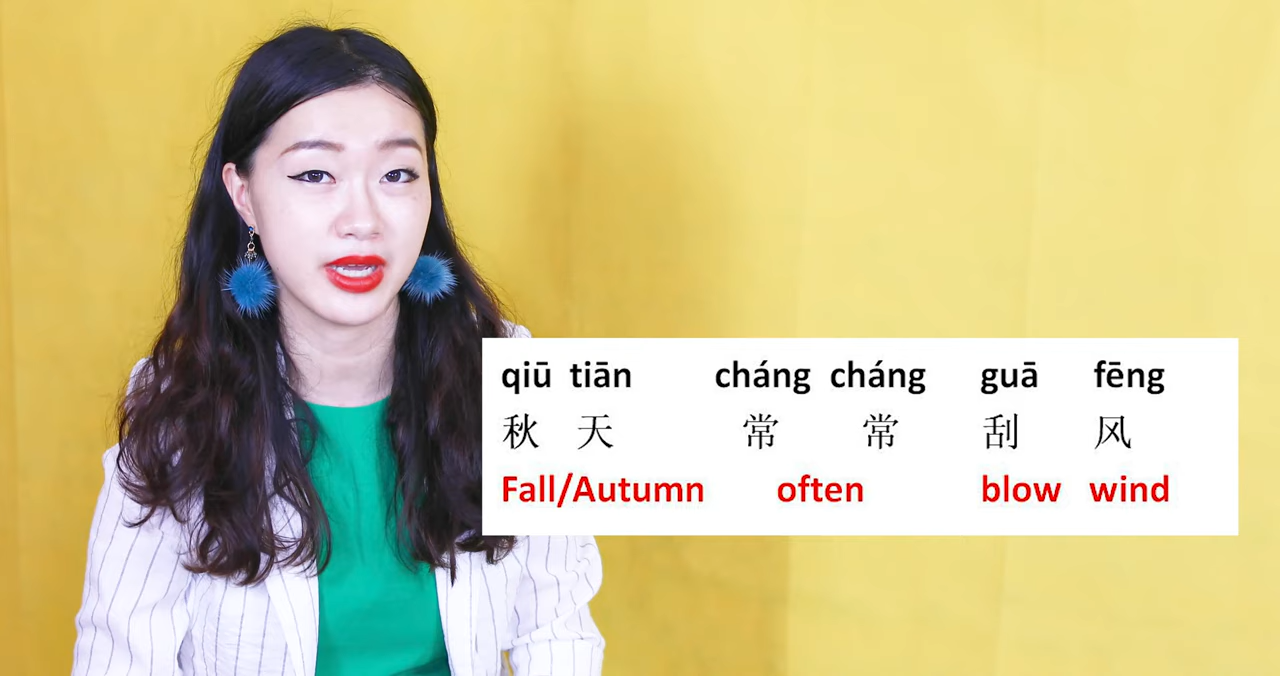 qiū tiān cháng cháng guā fēng
秋 天 常 常 刮 风
Fall/Autumn often blow wind